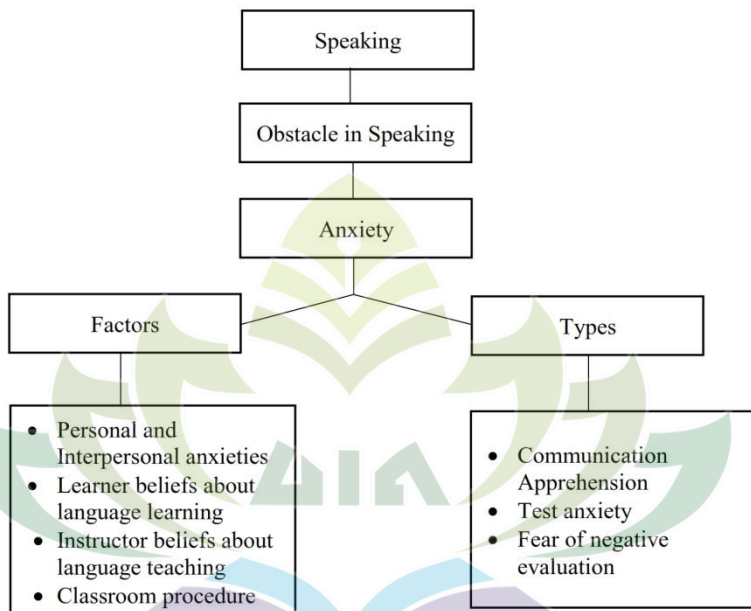 Speaking
Obstacle in Speaking
Anxiety
Factors
Types
• Personal and
Interpersonal anxieties
• Learner beliefs about
language learning
• Instructor beliefs about
language teaching
• Classroom procedure
• Communication
Apprehension
• Test anxiety
• Fear of negative
evaluation